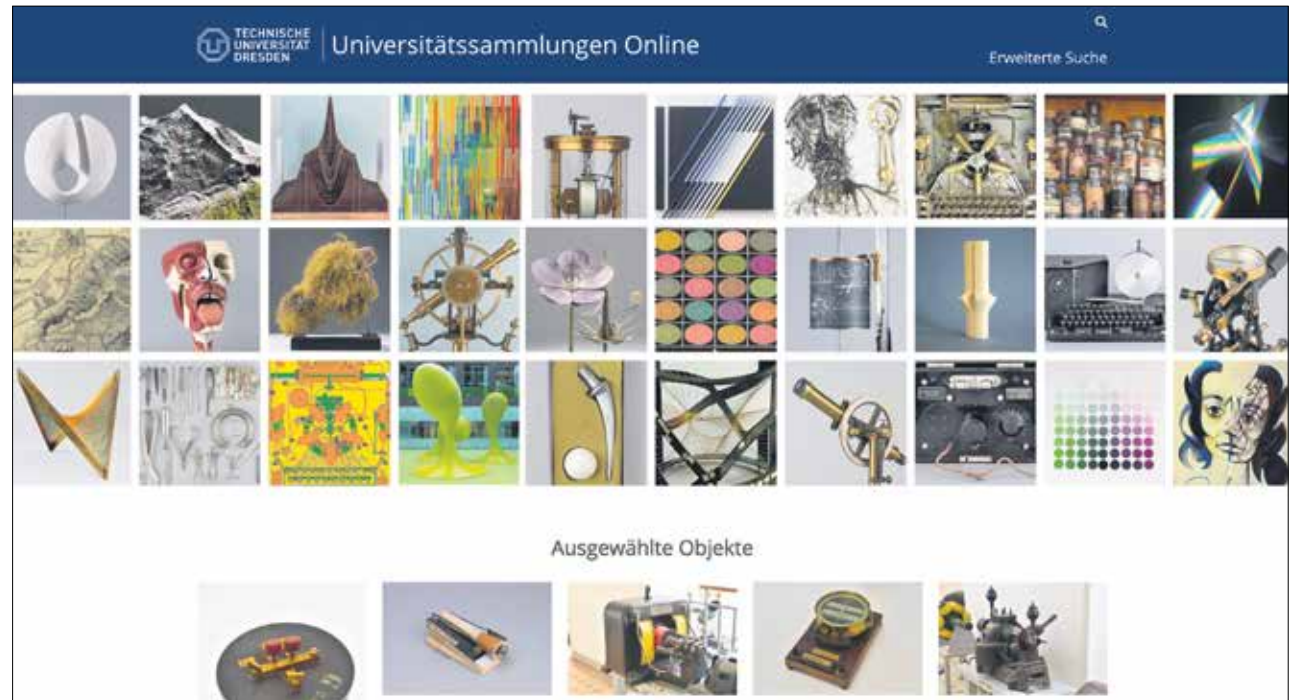 TECHNISCHE
UNIVERSITÄT
DRESDEN
Universitätssammlungen Online
Erweiterte Suche
Ausgewählte Objekte